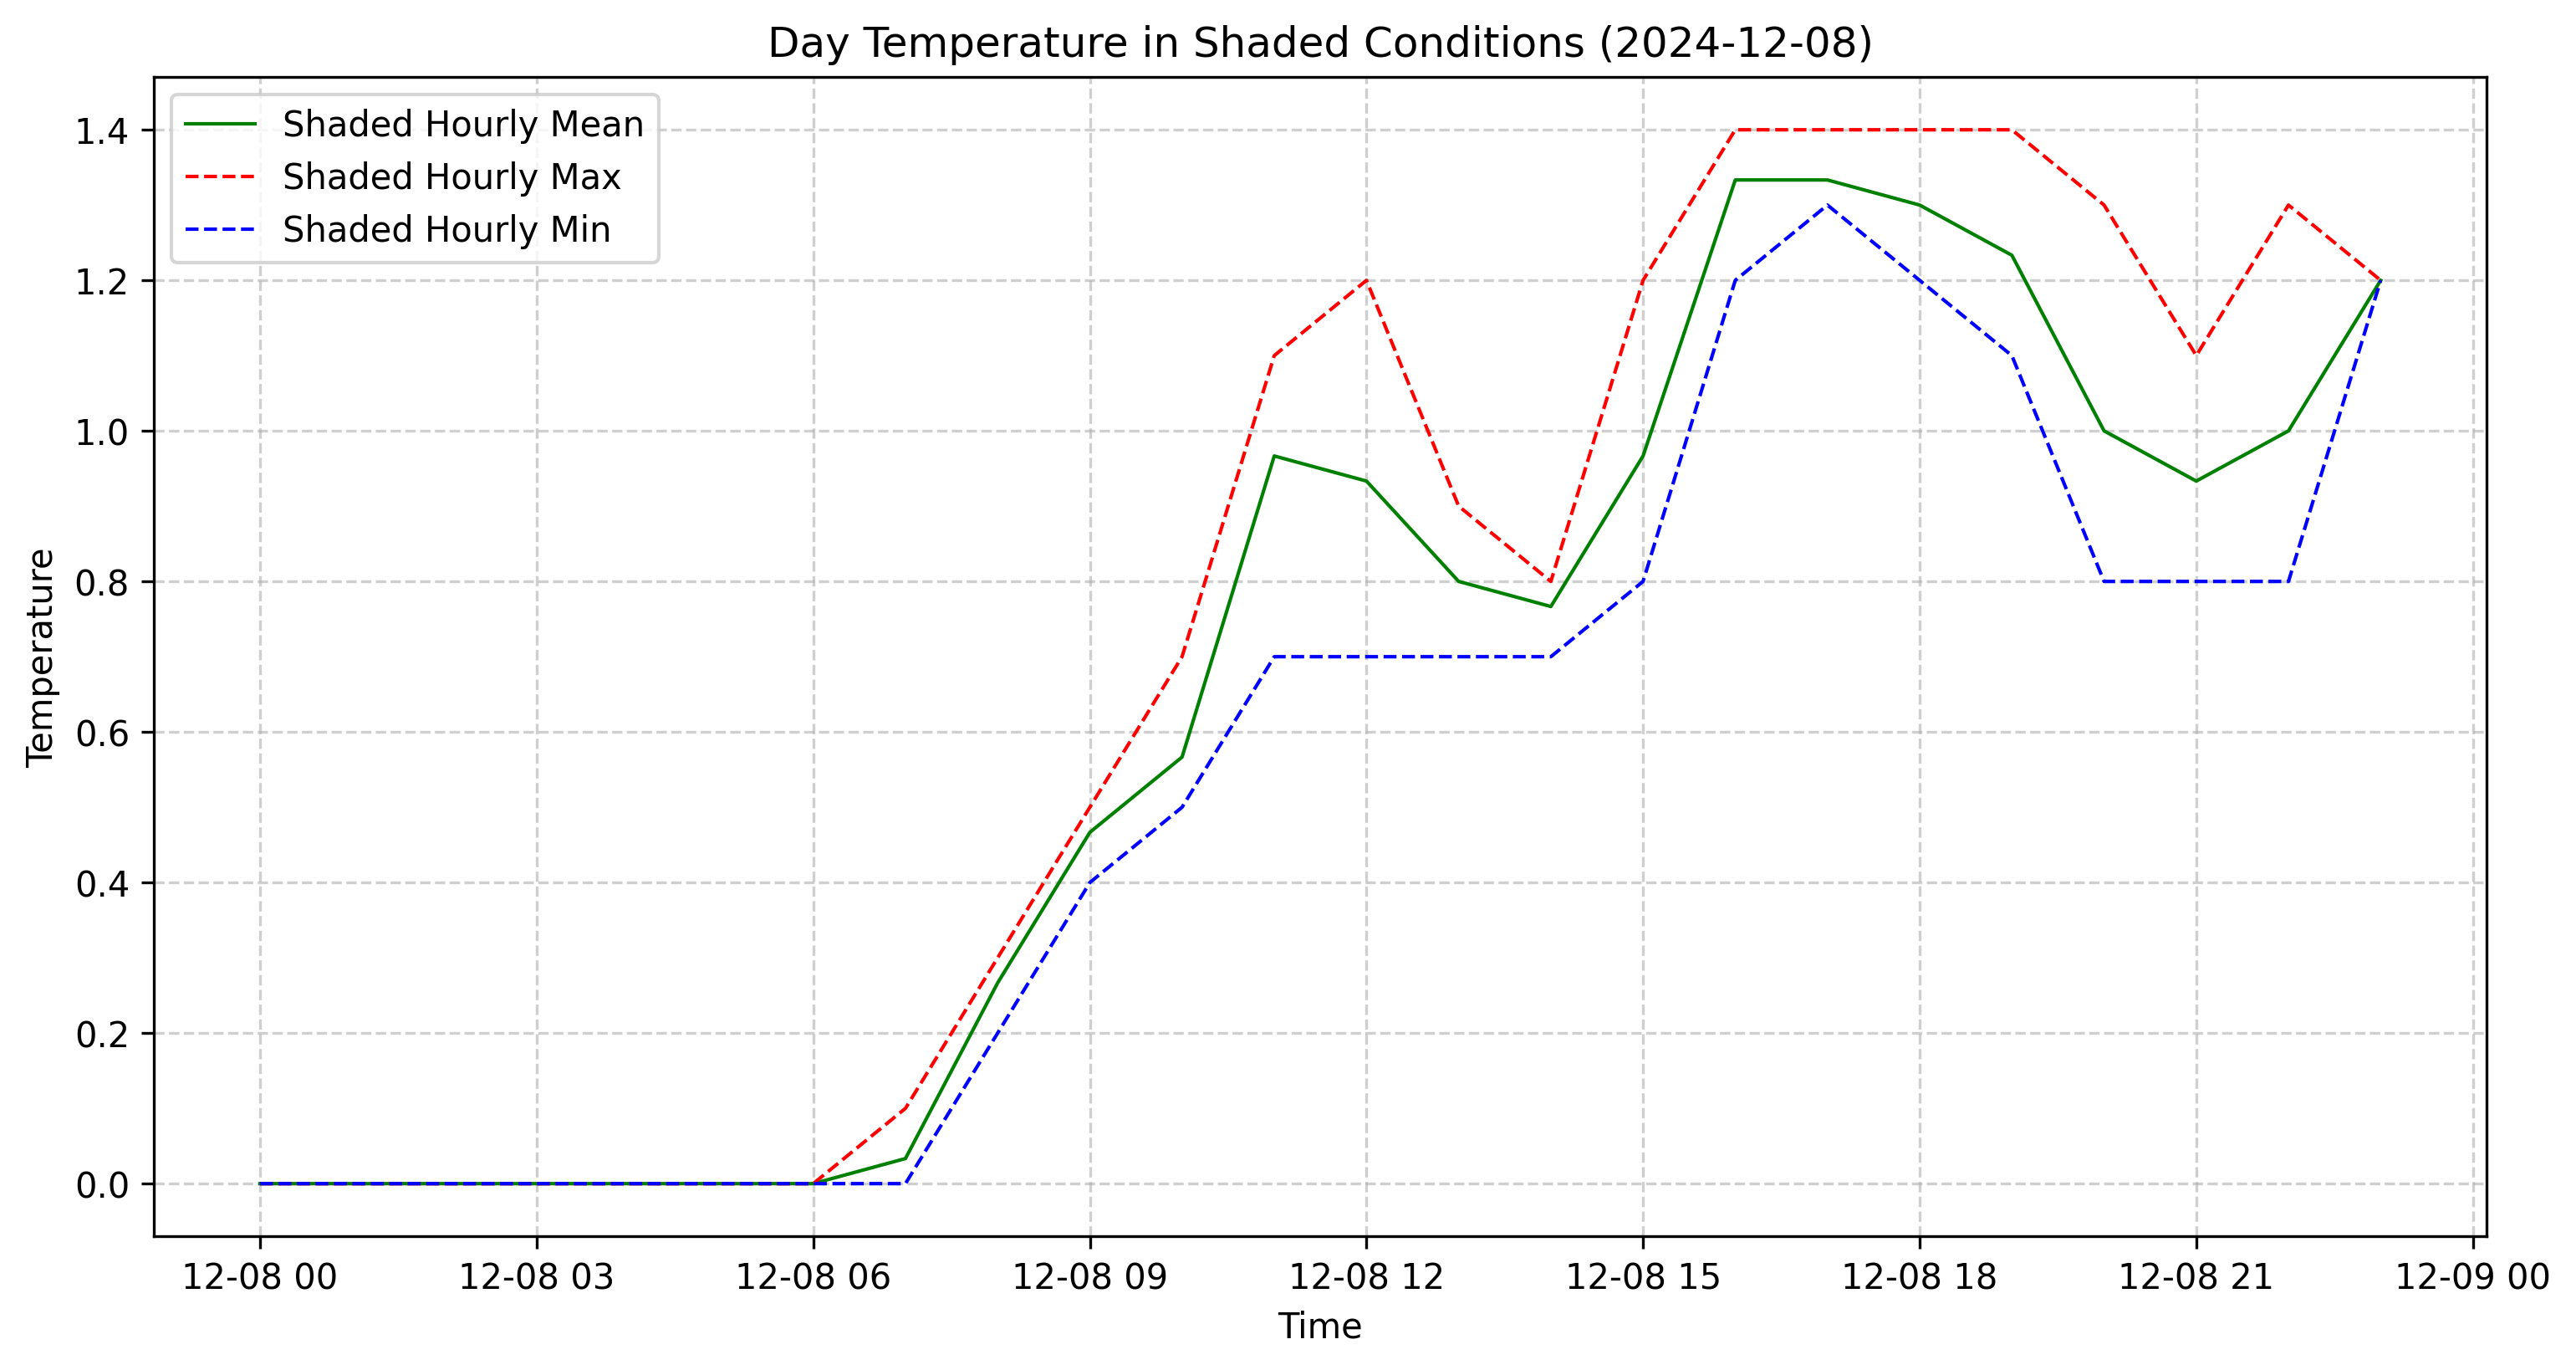 Day Temperature in Shaded Conditions (2024-12-08)
Shaded Hourly Mean
Shaded Hourly Max
Shaded Hourly Min
1.4
1.2
1.0
0.8
0.6
0.4
0.2
0.0
Temperature
12-08 00 12-08 03 12-08 06 12-08 09 12-08 12 12-08 15 12-08 18 12-08 21 12-09 00
Time